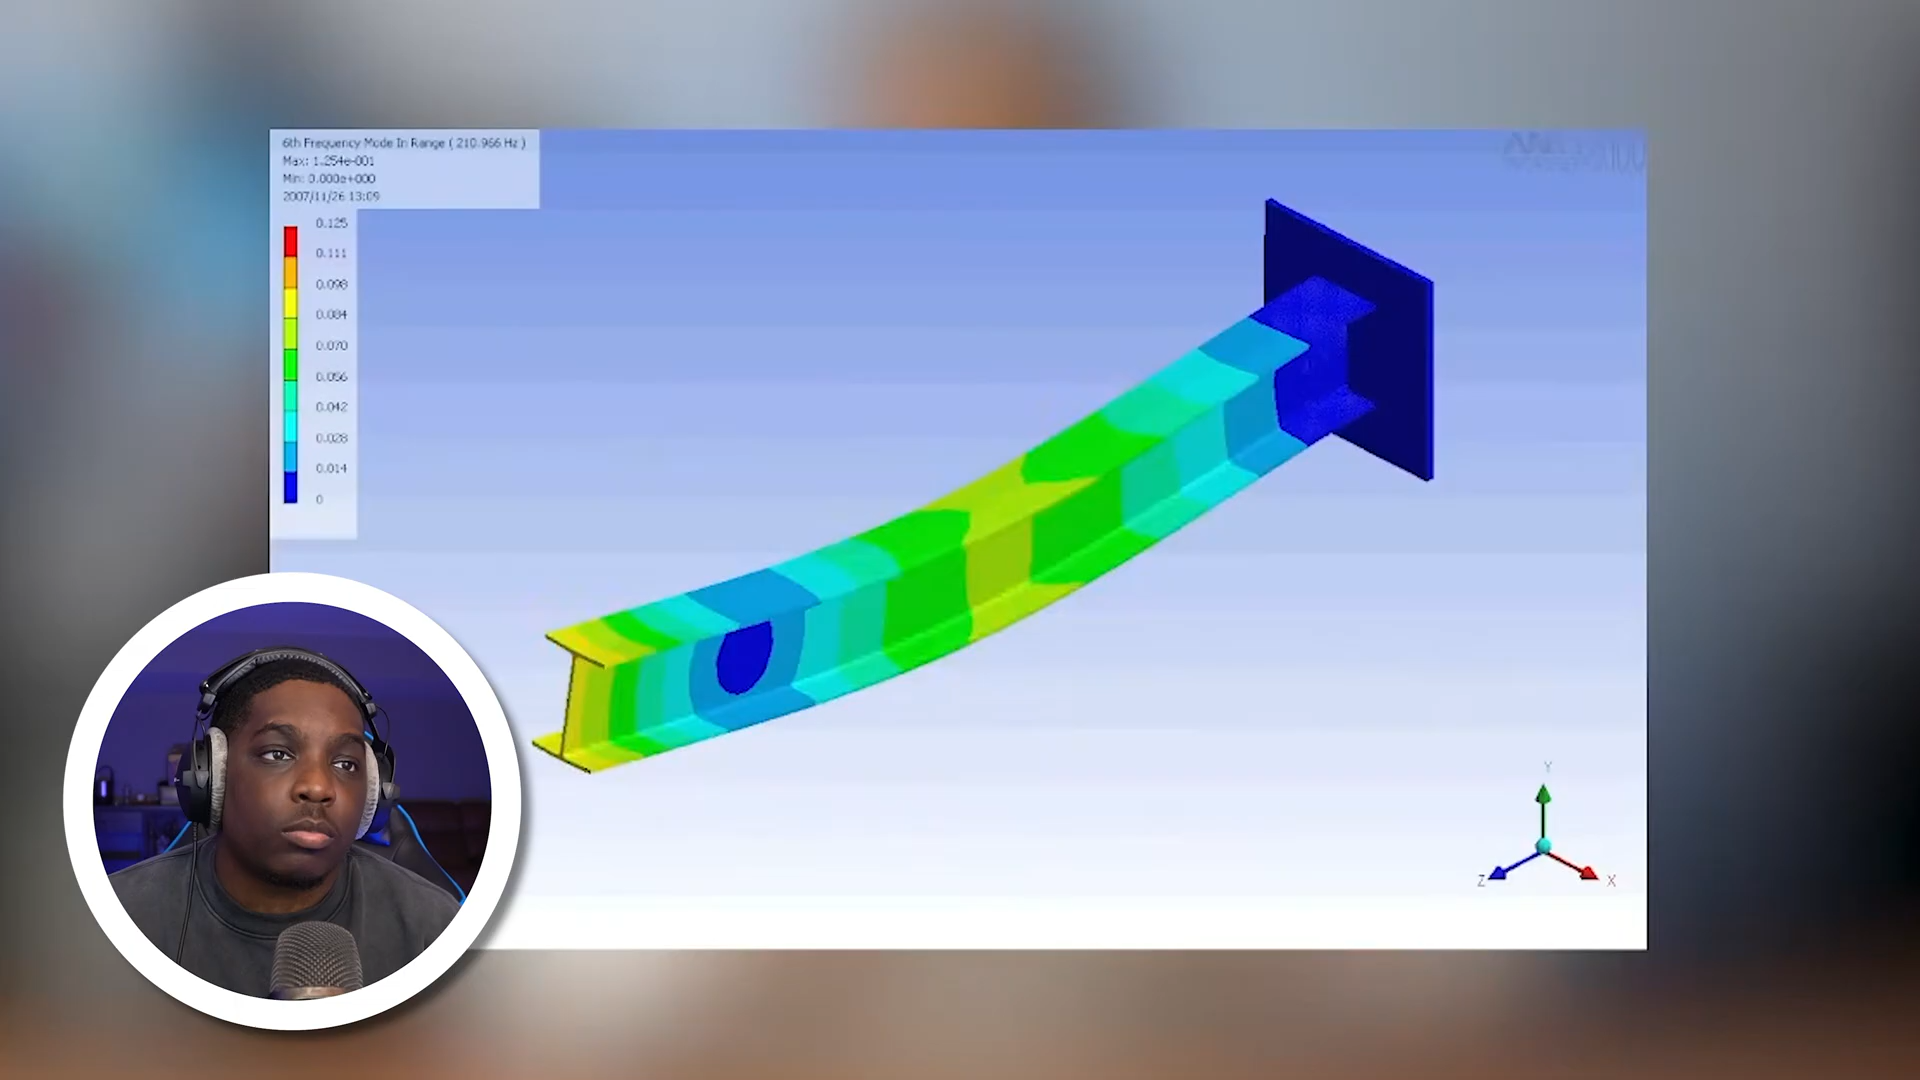 6th Frequency Mode In Range ( 210.966 Hz )
Max: 1.254e-001
Min: 0.000e+000
2007/11/26 13:09
0.125
0.111
0.098
0.084
0.070
0.056
0.042
0.028
0.014
0
Y
Z
X